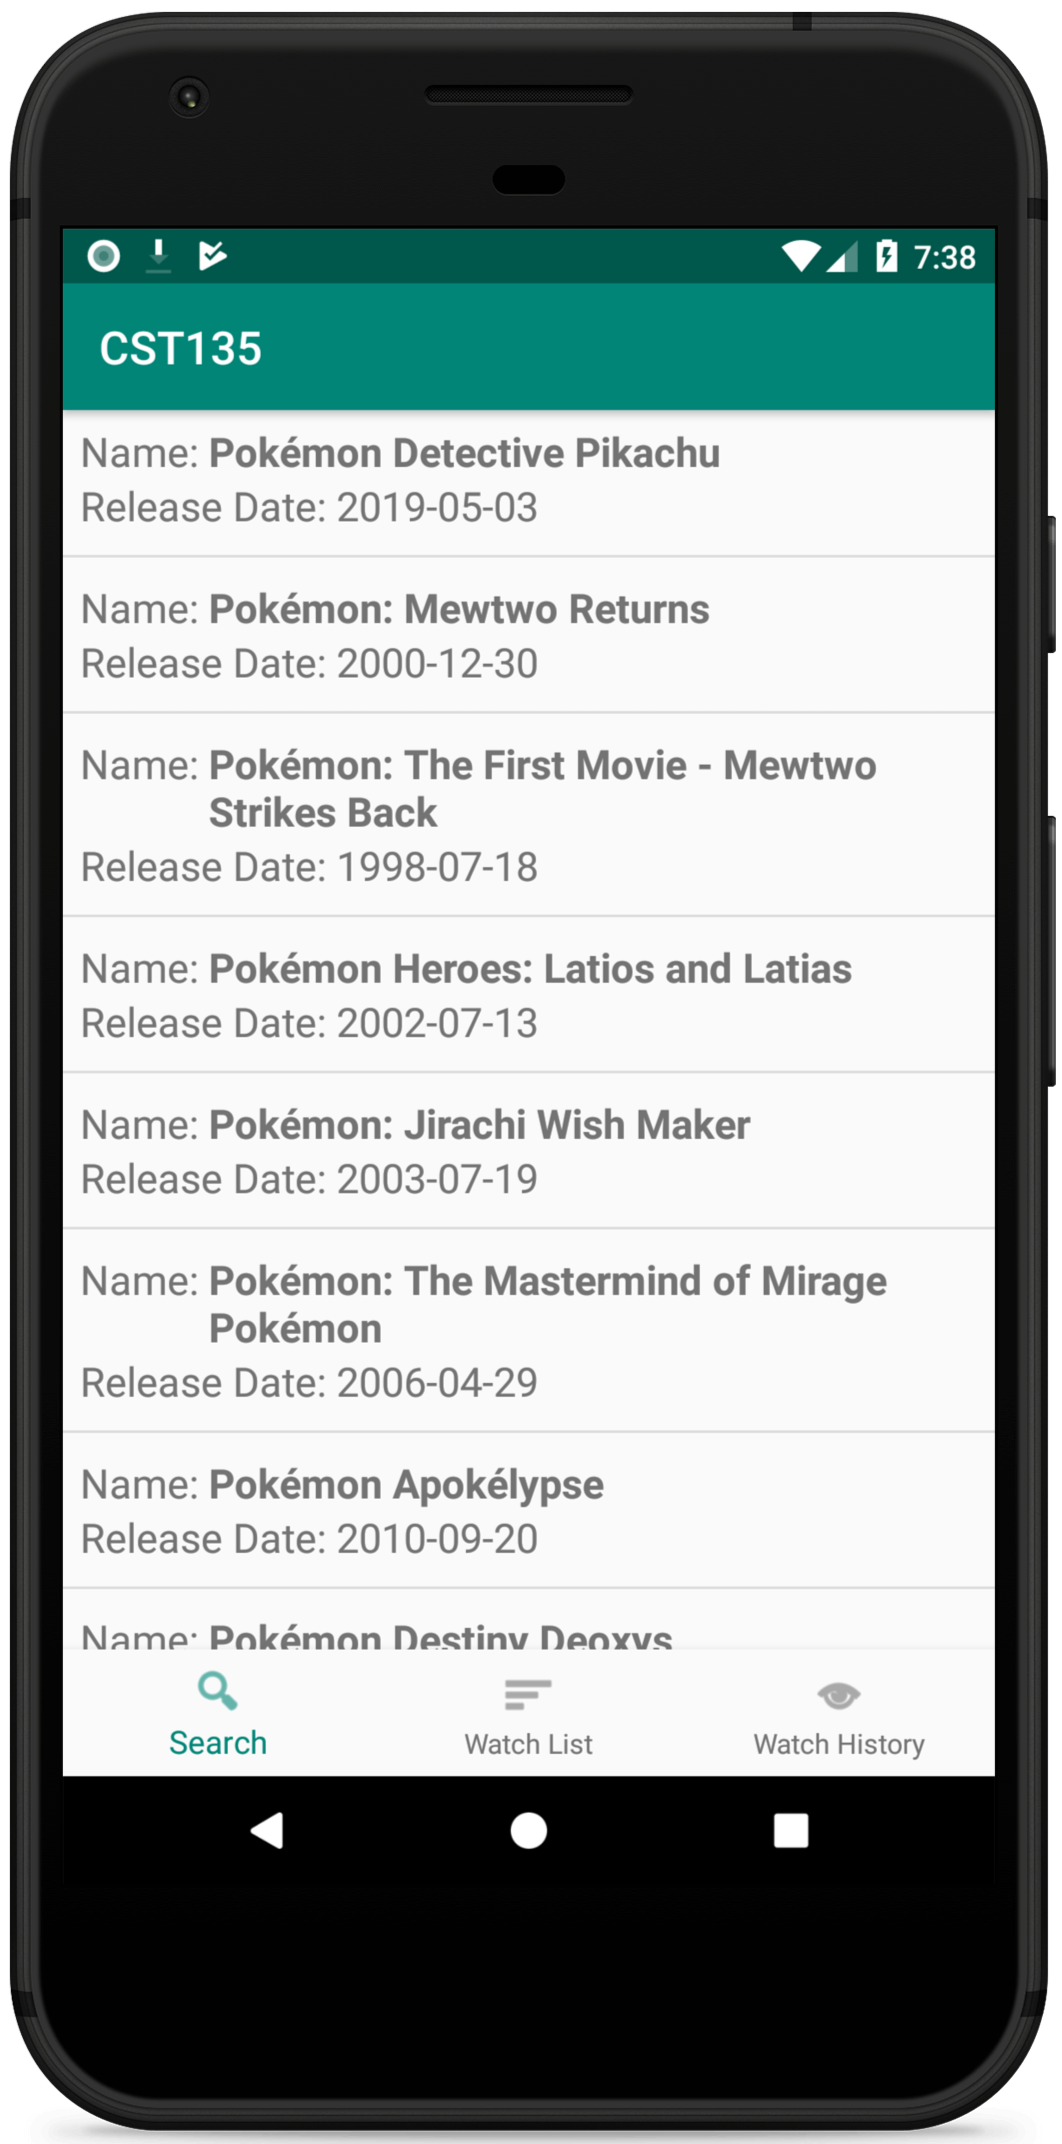 7:38
CST135
Name: Pokémon Detective Pikachu
Release Date: 2019-05-03
Name: Pokémon: Mewtwo Returns
Release Date: 2000-12-30
Name: Pokémon: The First Movie - Mewtwo
Strikes Back
Release Date: 1998-07-18
Name: Pokémon Heroes: Latios and Latias
Release Date: 2002-07-13
Name: Pokémon: Jirachi Wish Maker
Release Date: 2003-07-19
Name: Pokémon: The Mastermind of Mirage
Pokémon
Release Date: 2006-04-29
Name: Pokémon Apokélypse
Release Date: 2010-09-20
Name: Pokémon Destiny Deoxys
Search
Watch List
Watch History